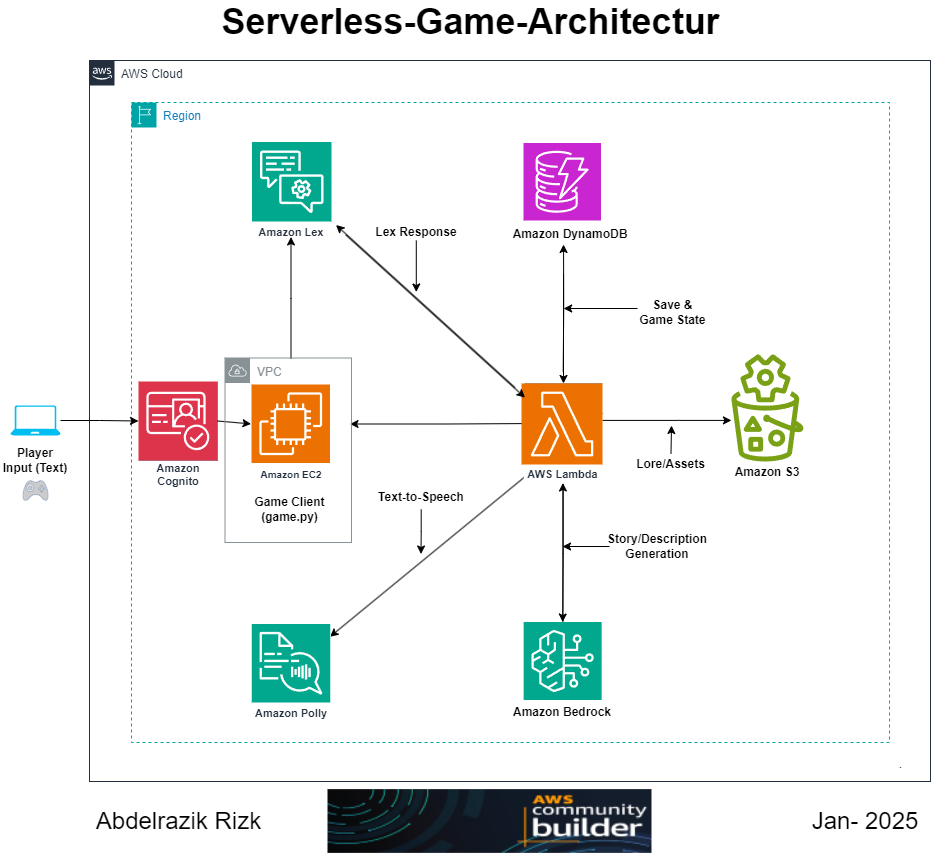 Serverless-Game-Architectur
aws
AWS Cloud
Region
Amazon Lex
Lex Response
Amazon DynamoDB
Save &
Game State
VPC
Player
Input (Text)
Amazon
Cognito
Amazon EC2
Game Client
(game.py)
AWS Lambda
Lore/Assets
Amazon S3
Text-to-Speech
Story/Description
Generation
Amazon Polly
Amazon Bedrock
Abdelrazik Rizk
AWS
community
builder
Jan- 2025